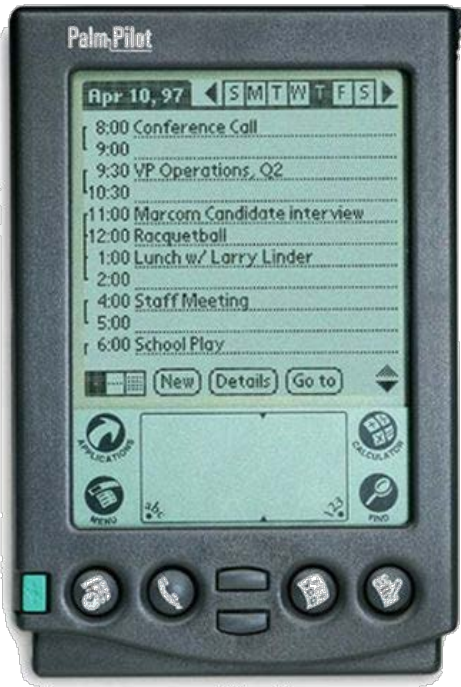 PalmPilot
Apr 10, 97 S M T W T F S
8:00 Conference Call
9:00
9:30 VP Operations, Q2
10:30
11:00 Marcom Candidate interview
12:00 Racquetball
1:00 Lunch w/ Larry Linder
2:00
4:00 Staff Meeting
5:00
6:00 School Play
New Details Go to
APPLICATIONS CALCULATOR
MENU abc 123 FIND